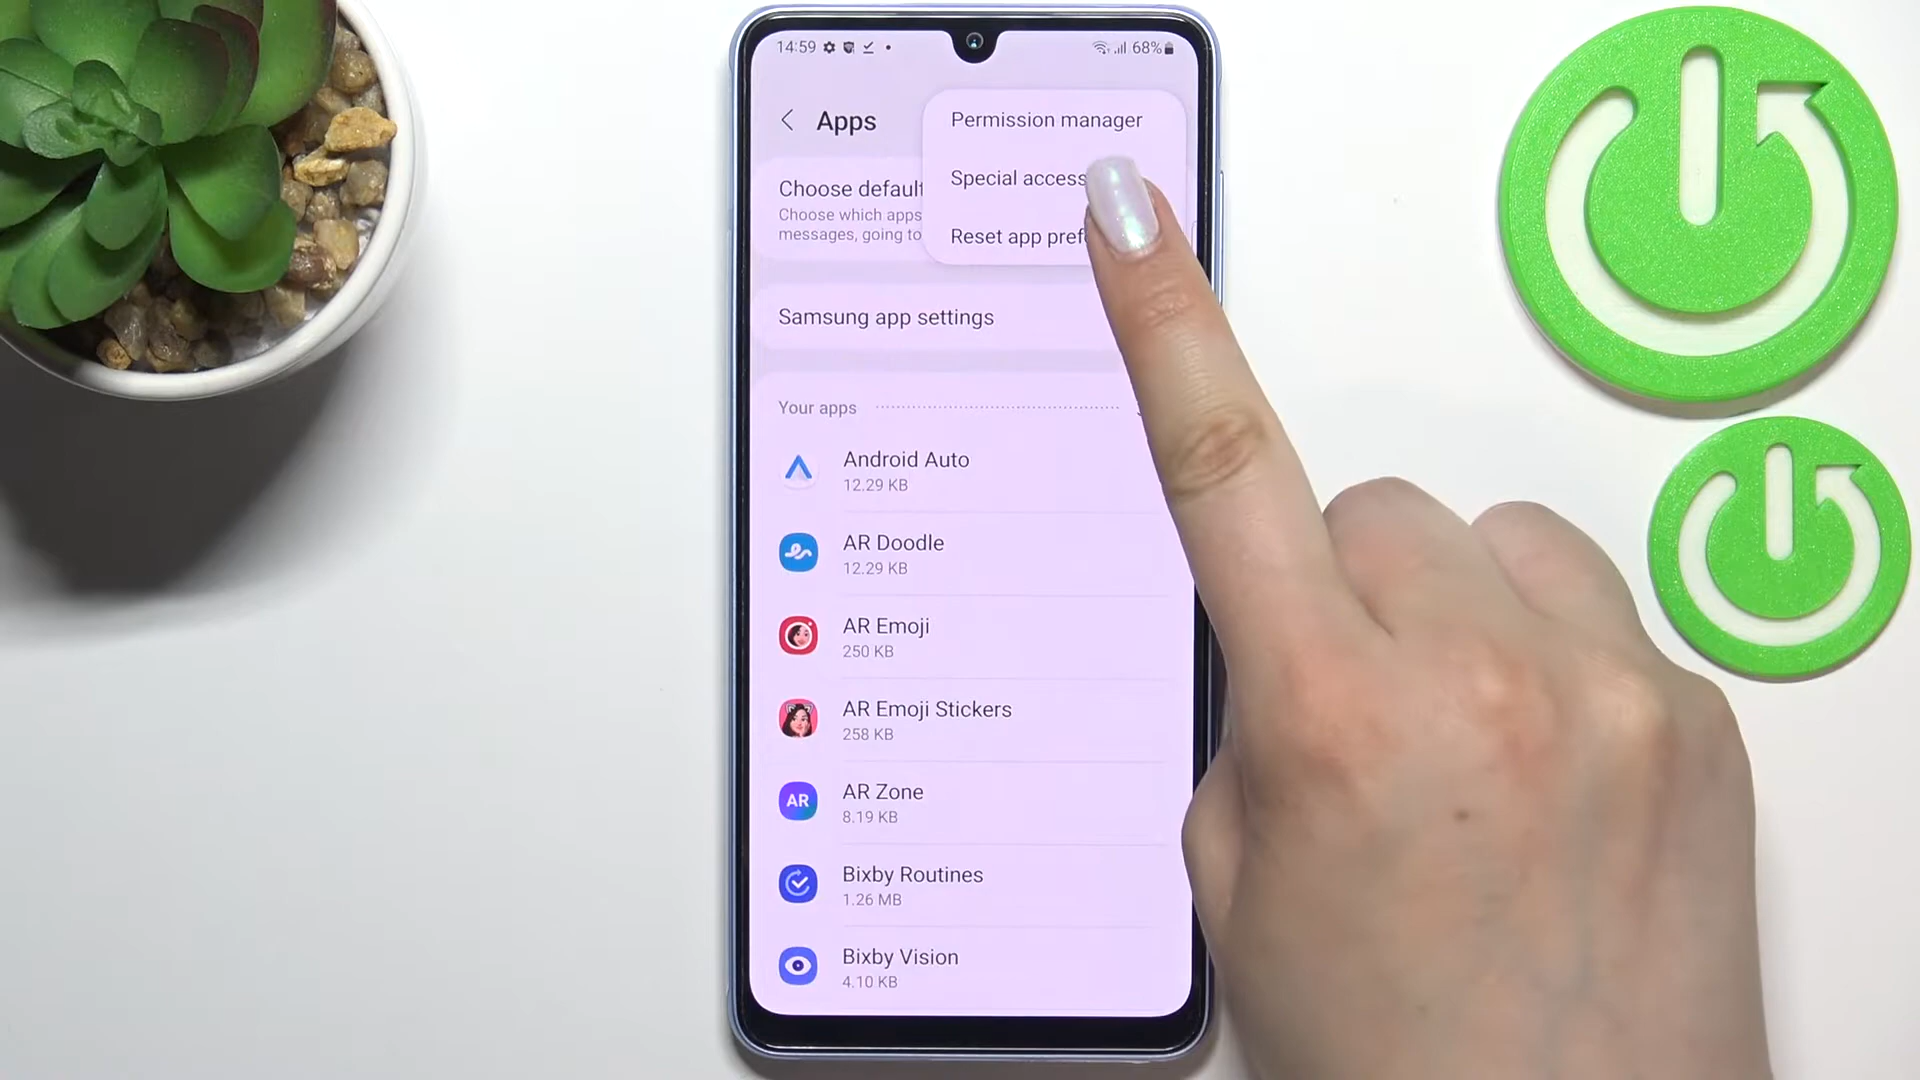 14:59
68%
Apps
Permission manager
Special access
Reset app
Choose default
Choose which apps
messages, going to
Samsung app settings
Your apps
Android Auto
12.29 KB
AR Doodle
12.29 KB
AR Emoji
250 KB
AR Emoji Stickers
258 KB
AR
AR Zone
8.19 KB
Bixby Routines
1.26 MB
Bixby Vision
4.10 KB